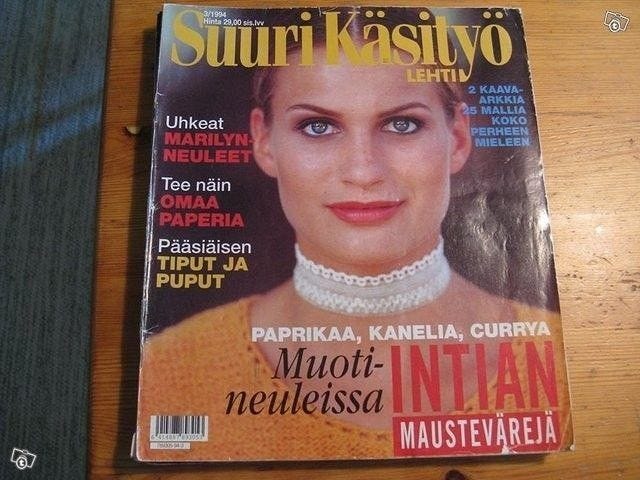 3/1994
Hinta 29,00 sis.lvv
Suuri Käsityö
LEHTI
2 KAAVA-
ARKKIA
25 MALLIA
KOKO
PERHEEN
MIELEEN
Uhkeat
MARILYN-
NEULEET
Tee näin
OMAA
PAPERIA
Pääsiäisen
TIPUT JA
PUPUT
PAPRIKAA, KANELIA, CURRYA
Muoti-
neuleissa
INTIAN
MAUSTEVÄREJÄ